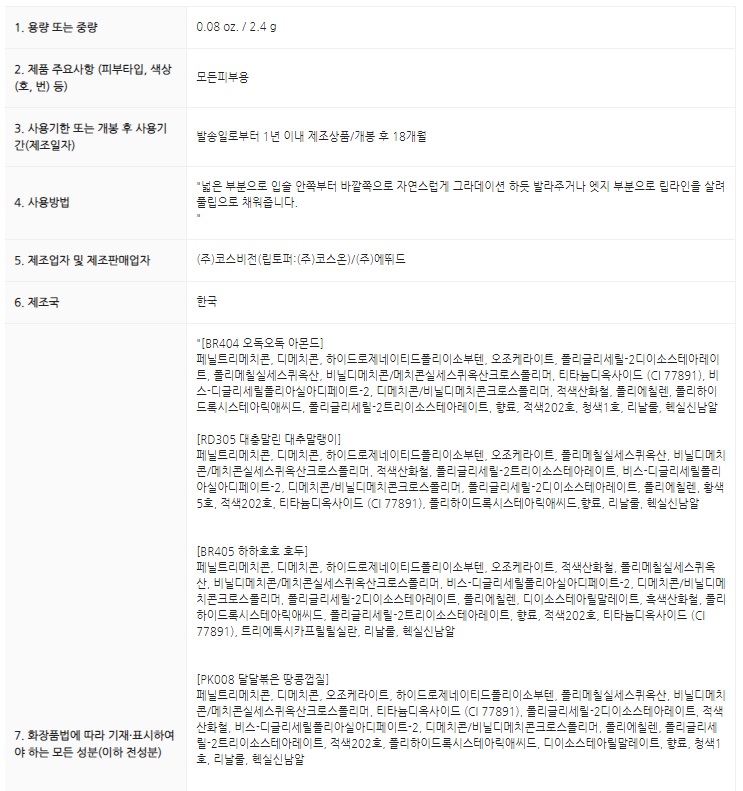 1. 용량 또는 중량
0.08 oz. / 2.4 g
2. 제품 주요사항 (피부타입, 색상
(호, 번) 등)
모든피부용
3. 사용기한 또는 개봉 후 사용기
간(제조일자)
발송일로부터 1년 이내 제조상품/개봉 후 18개월
4. 사용방법
"넓은 부분으로 입술 안쪽부터 바깥쪽으로 자연스럽게 그라데이션 하듯 발라주거나 엣지 부분으로 립라인을 살려
풀립으로 채워줍니다.
"
5. 제조업자 및 제조판매업자
(주)코스비전(립토퍼:(주)코스온)/(주)에뛰드
6. 제조국
한국
7. 화장품법에 따라 기재·표시하여
야 하는 모든 성분(이하 전성분)
"[BR404 오독오독 아몬드]
페닐트리메치콘, 디메치콘, 하이드로제네이티드폴리이소부텐, 오조케라이트, 폴리글리세릴-2디이소스테아레이
트, 폴리메칠실세스퀴옥산, 비닐디메치콘/메치콘실세스퀴옥산크로스폴리머, 티타늄디옥사이드 (CI 77891), 비
스-디글리세릴폴리아실아디페이트-2, 디메치콘/비닐디메치콘크로스폴리머, 적색산화철, 폴리에칠렌, 폴리하이
드록시스테아릭애씨드, 폴리글리세릴-2트리이소스테아레이트, 향료, 적색202호, 청색1호, 리날룰, 헥실신남알
[RD305 대충말린 대추말랭이]
페닐트리메치콘, 디메치콘, 하이드로제네이티드폴리이소부텐, 오조케라이트, 폴리메칠실세스퀴옥산, 비닐디메치
콘/메치콘실세스퀴옥산크로스폴리머, 적색산화철, 폴리글리세릴-2트리이소스테아레이트, 비스-디글리세릴폴리
아실아디페이트-2, 디메치콘/비닐디메치콘크로스폴리머, 폴리글리세릴-2디이소스테아레이트, 폴리에칠렌, 황색
5호, 적색202호, 티타늄디옥사이드 (CI 77891), 폴리하이드록시스테아릭애씨드,향료, 리날룰, 헥실신남알
[BR405 하하호호 호두]
페닐트리메치콘, 디메치콘, 하이드로제네이티드폴리이소부텐, 오조케라이트, 적색산화철, 폴리메칠실세스퀴옥
산, 비닐디메치콘/메치콘실세스퀴옥산크로스폴리머, 비스-디글리세릴폴리아실아디페이트-2, 디메치콘/비닐디메
치콘크로스폴리머, 폴리글리세릴-2디이소스테아레이트, 폴리에칠렌, 디이소스테아릴말레이트, 흑색산화철, 폴리
하이드록시스테아릭애씨드, 폴리글리세릴-2트리이소스테아레이트, 향료, 적색202호, 티타늄디옥사이드 (CI
77891), 트리에톡시카프릴릴실란, 리날룰, 헥실신남알
[PK008 달달볶은 땅콩껍질]
페닐트리메치콘, 디메치콘, 오조케라이트, 하이드로제네이티드폴리이소부텐, 폴리메칠실세스퀴옥산, 비닐디메치
콘/메치콘실세스퀴옥산크로스폴리머, 티타늄디옥사이드 (CI 77891), 폴리글리세릴-2디이소스테아레이트, 적색
산화철, 비스-디글리세릴폴리아실아디페이트-2, 디메치콘/비닐디메치콘크로스폴리머, 폴리에칠렌, 폴리글리세
릴-2트리이소스테아레이트, 적색202호, 폴리하이드록시스테아릭애씨드, 디이소스테아릴말레이트, 향료, 청색1
호, 리날룰, 헥실신남알